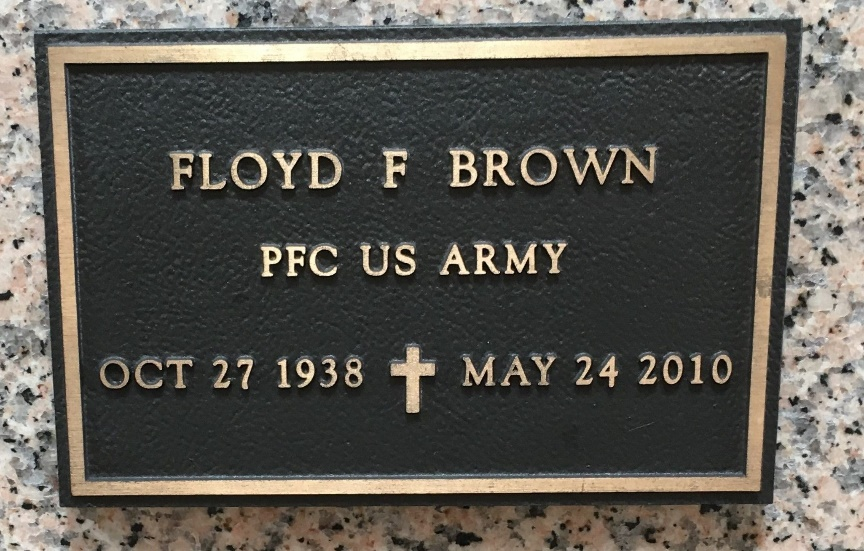 FLOYD F BROWN
PFC US ARMY
OCT 27 1938 ✝ MAY 24 2010